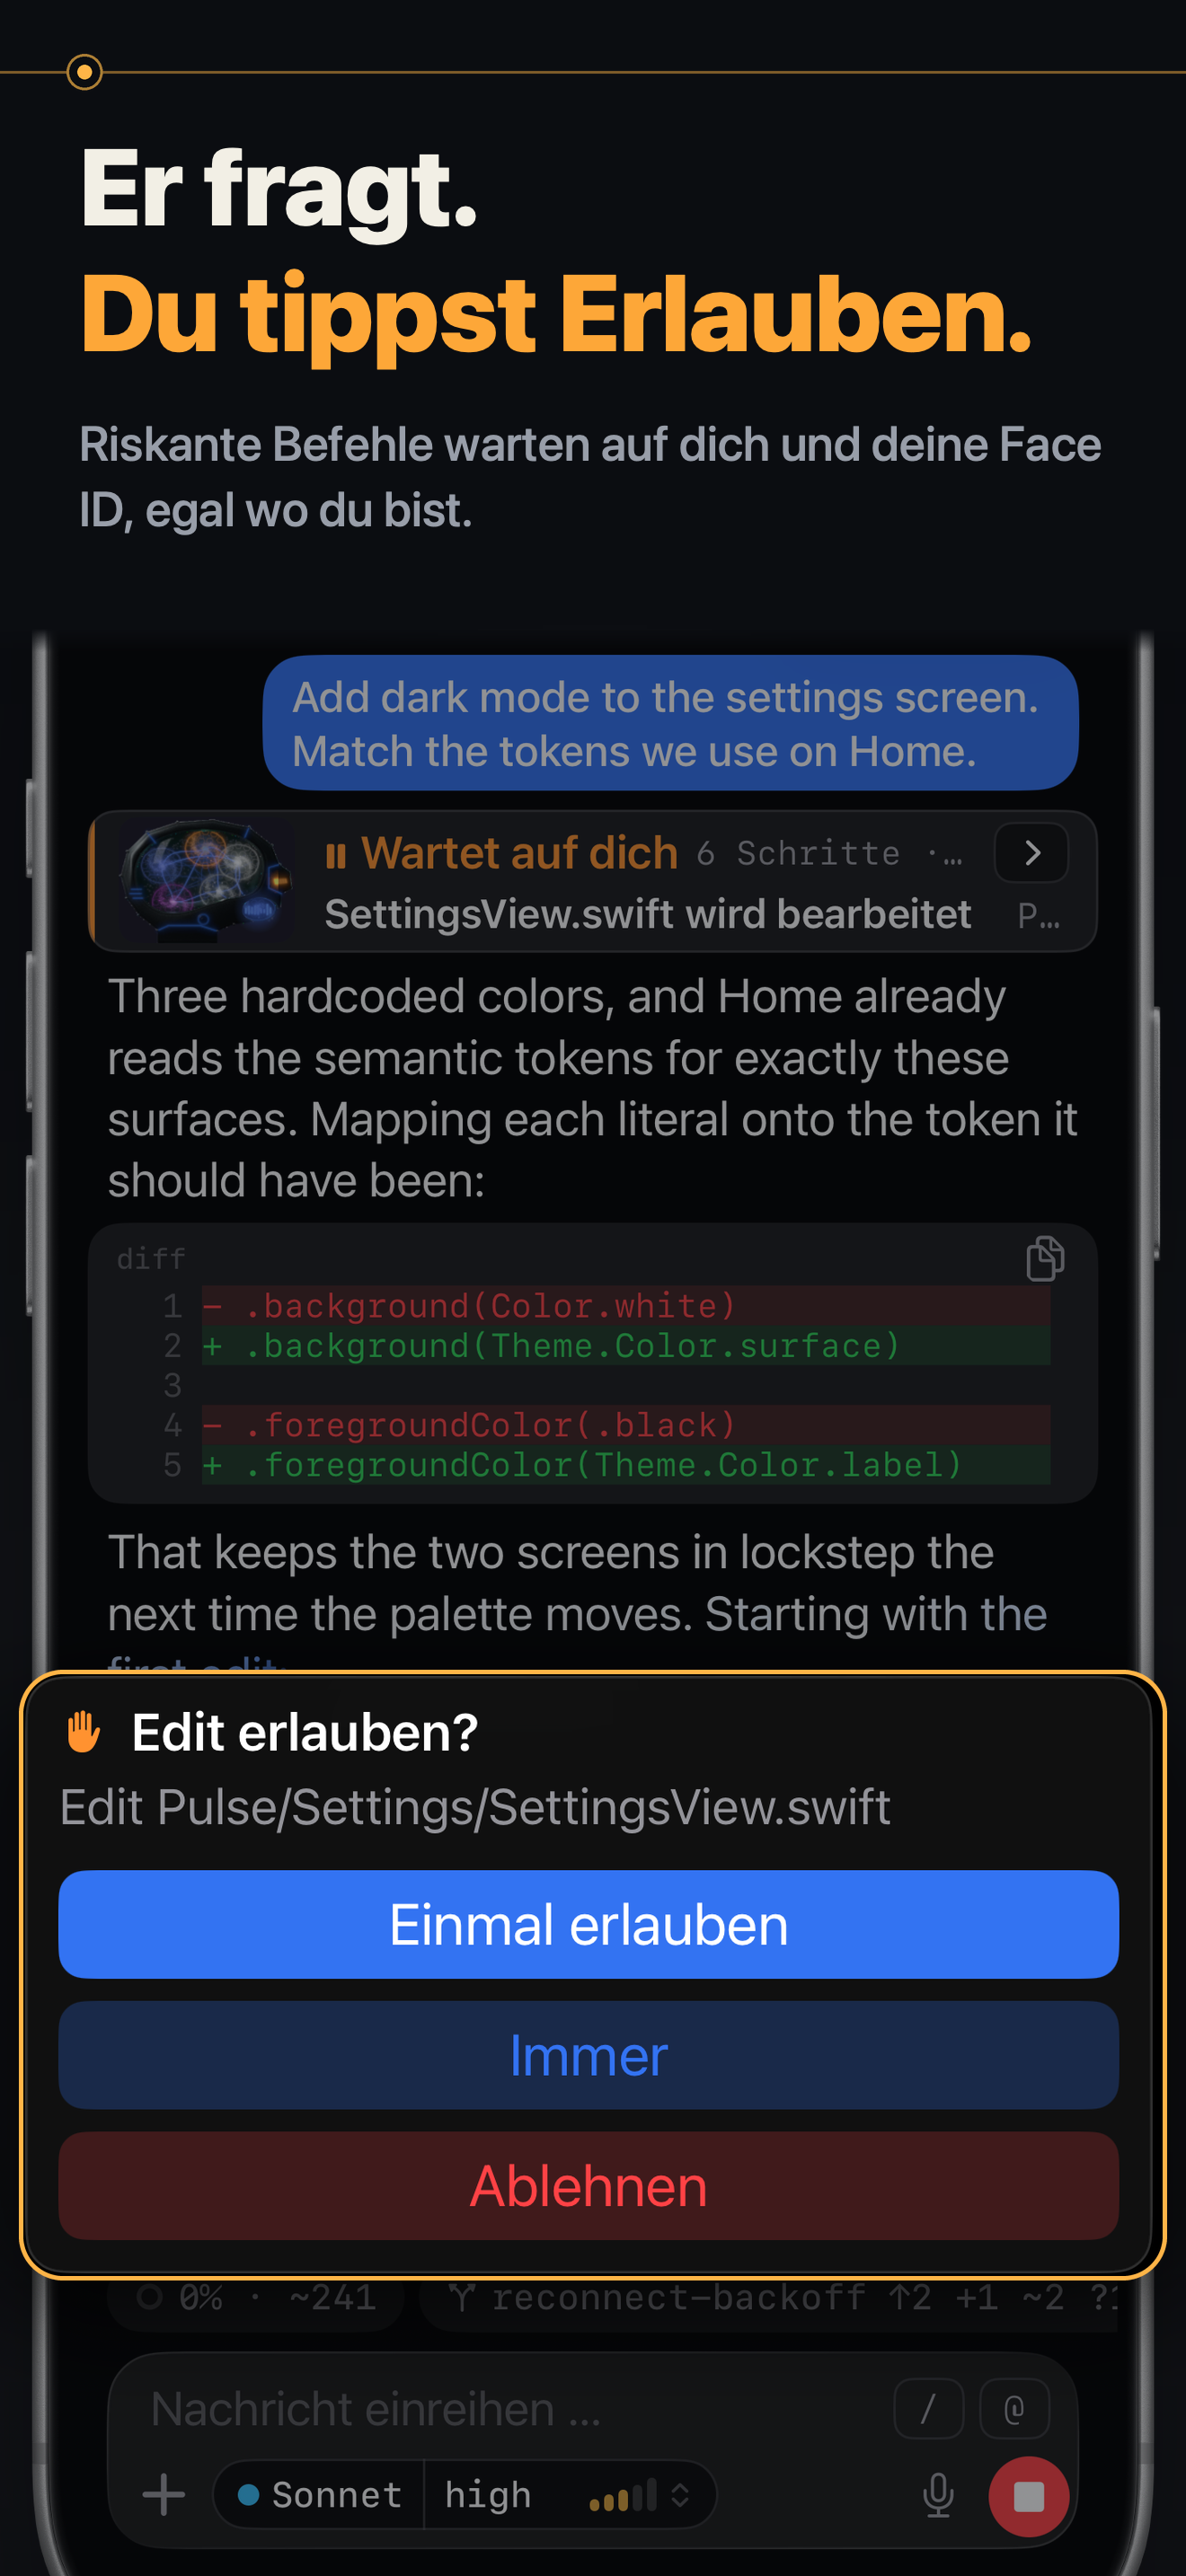 Er fragt.
Du tippst Erlauben.
Riskante Befehle warten auf dich und deine Face
ID, egal wo du bist.
Add dark mode to the settings screen.
Match the tokens we use on Home.
Wartet auf dich 6 Schritte ·…
SettingsView.swift wird bearbeitet P…
Three hardcoded colors, and Home already
reads the semantic tokens for exactly these
surfaces. Mapping each literal onto the token it
should have been:
diff
1 - .background(Color.white)
2 + .background(Theme.Color.surface)
3
4 - .foregroundColor(.black)
5 + .foregroundColor(Theme.Color.label)
That keeps the two screens in lockstep the
next time the palette moves. Starting with the
first edit:
Edit erlauben?
Edit Pulse/Settings/SettingsView.swift
Einmal erlauben
Immer
Ablehnen
0% · ~241 reconnect-backoff ↑2 +1 ~2 ?1
Nachricht einreihen ... / @
Sonnet high